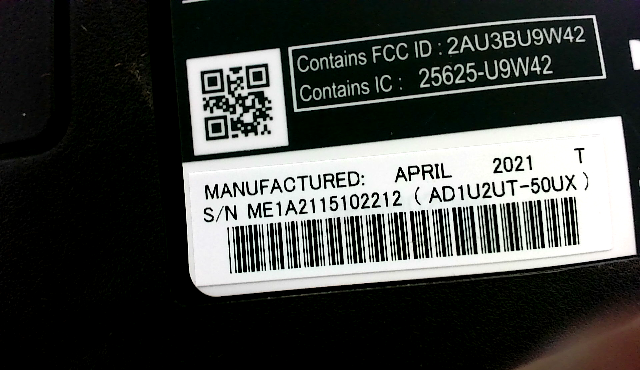 Contains FCC ID : 2AU3BU9W42
Contains IC : 25625-U9W42
MANUFACTURED: APRIL 2021 T
S/N ME1A2115102212 ( AD1U2UT-50UX )